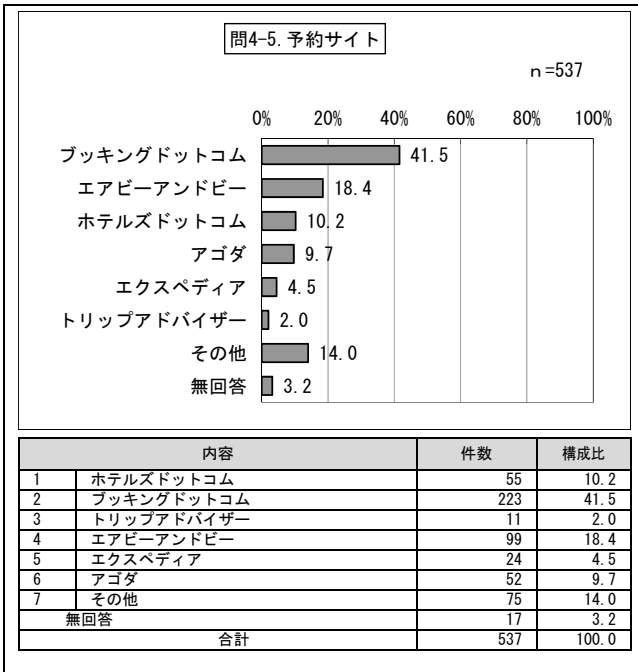 問4-5.予約サイト
n=537
0% 20% 40% 60% 80% 100%
ブッキングドットコム 41.5
エアビーアンドビー 18.4
ホテルズドットコム 10.2
アゴダ 9.7
エクスペディア 4.5
トリップアドバイザー 2.0
その他 14.0
無回答 3.2
内容 件数 構成比
1 ホテルズドットコム 55 10.2
2 ブッキングドットコム 223 41.5
3 トリップアドバイザー 11 2.0
4 エアビーアンドビー 99 18.4
5 エクスペディア 24 4.5
6 アゴダ 52 9.7
7 その他 75 14.0
無回答 17 3.2
合計 537 100.0